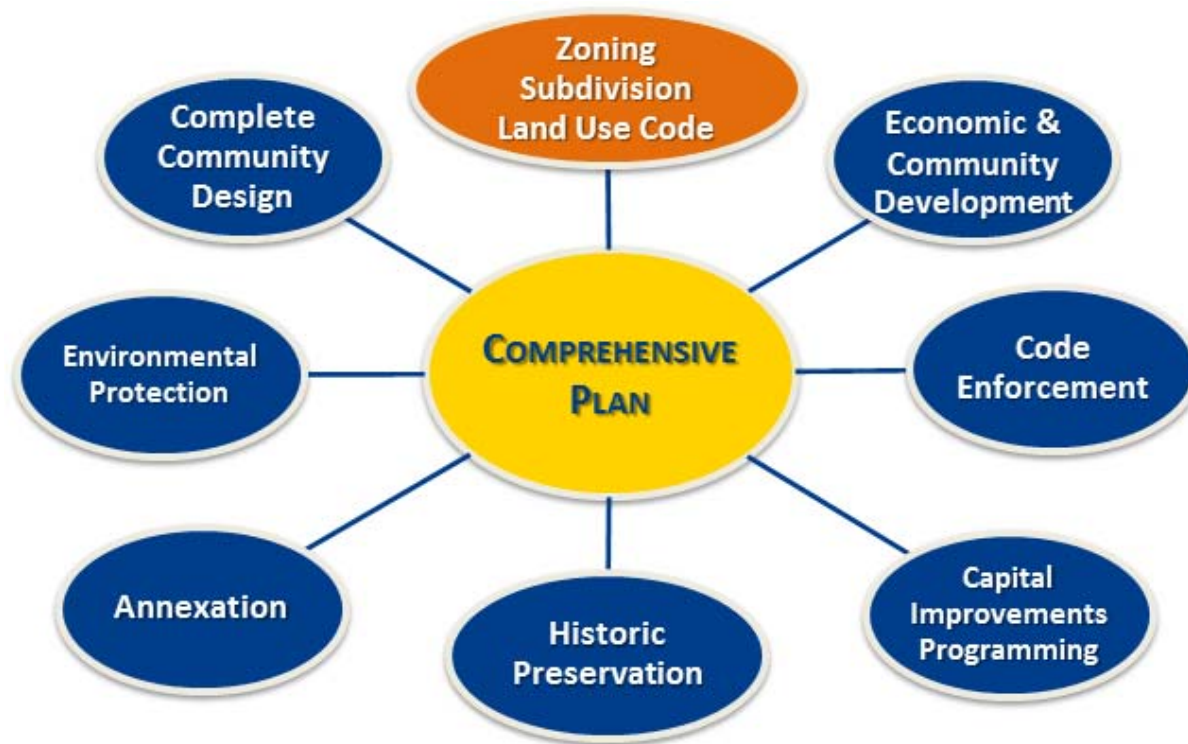 Zoning
Subdivision
Land Use Code
Complete
Community
Design
Economic &
Community
Development
Environmental
Protection
COMPREHENSIVE
PLAN
Code
Enforcement
Annexation
Historic
Preservation
Capital
Improvements
Programming